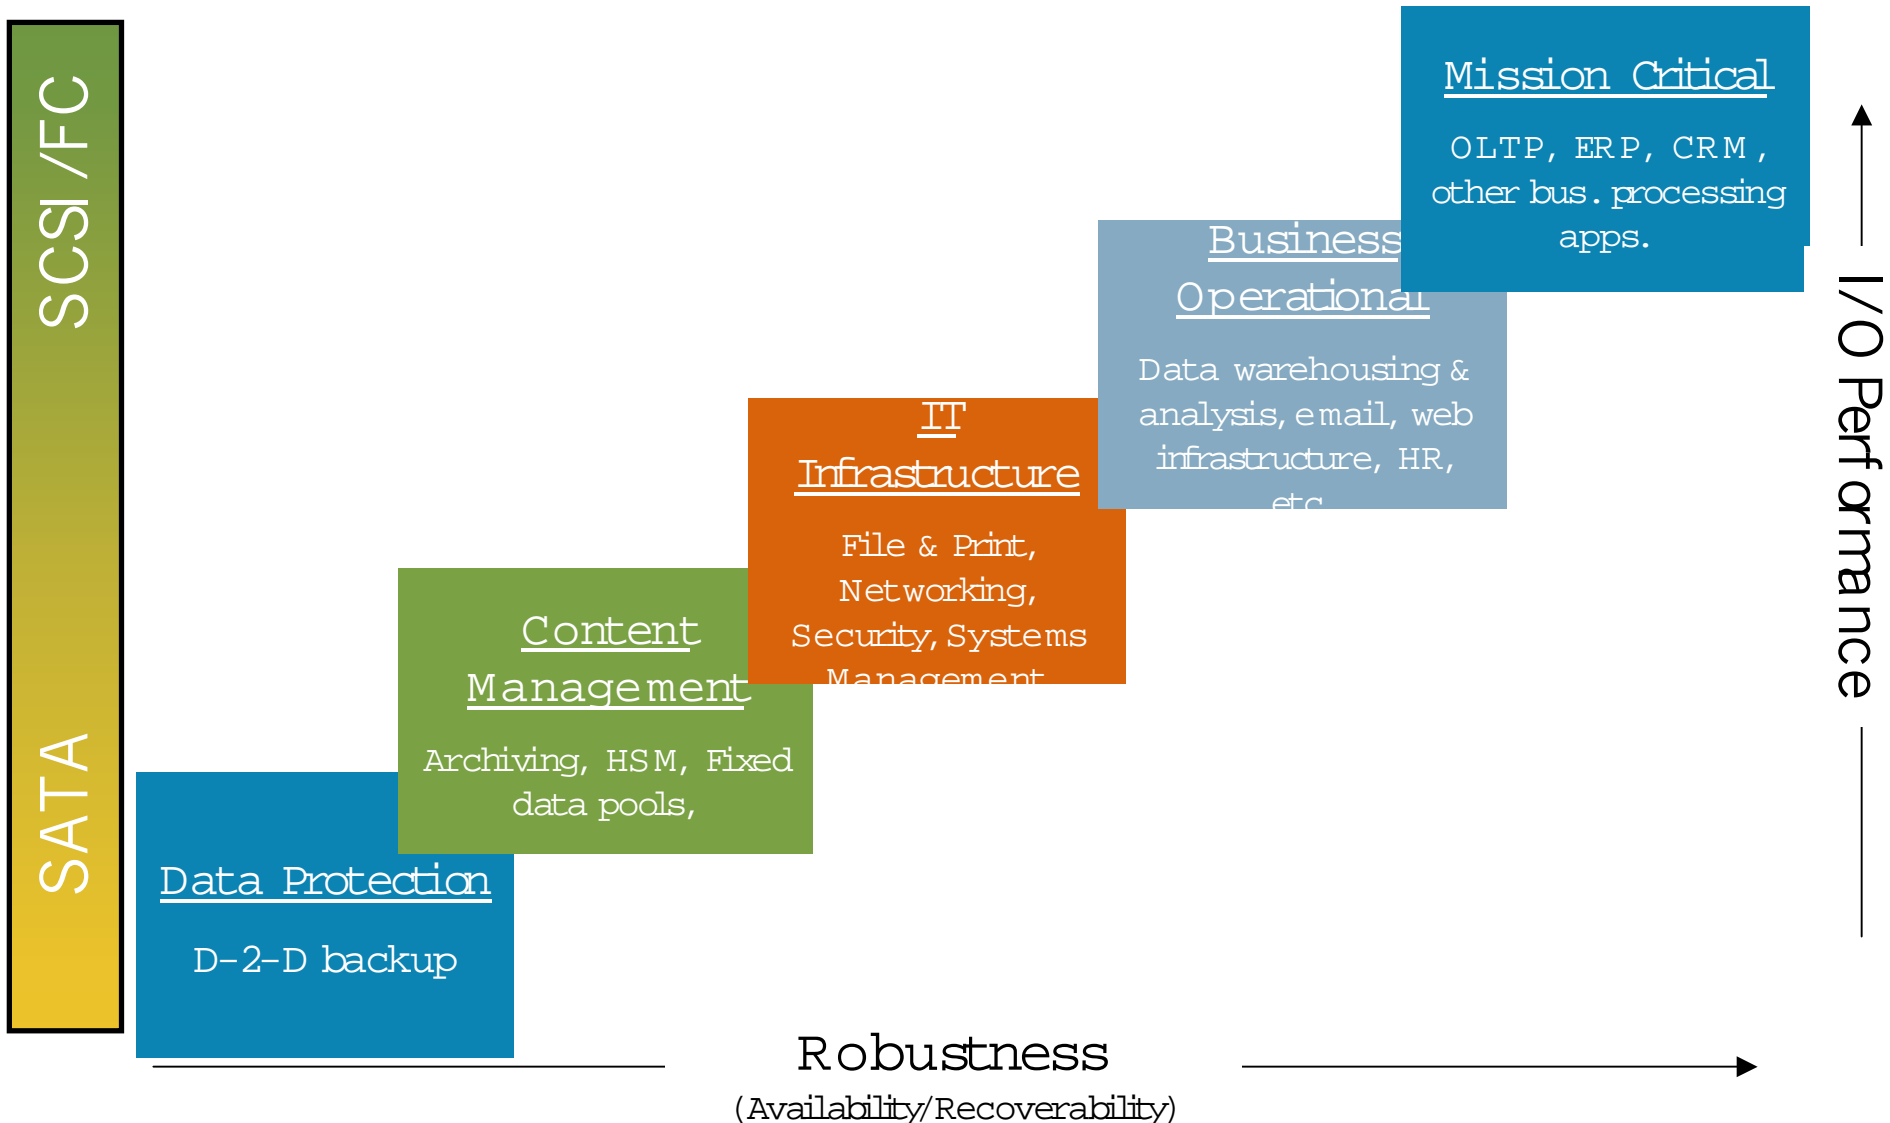 SCSI/FC
SATA
Mission Critical
OLTP, ERP, CRM,
other bus. processing
apps.
Business
Operational
Data warehousing &
analysis, email, web
infrastructure, HR,
etc
IT
Infrastructure
File & Print,
Networking,
Security, Systems
Management
Content
Management
Archiving, HSM, Fixed
data pools,
Data Protection
D-2-D backup
I/O Performance
Robustness
(Availability/Recoverability)